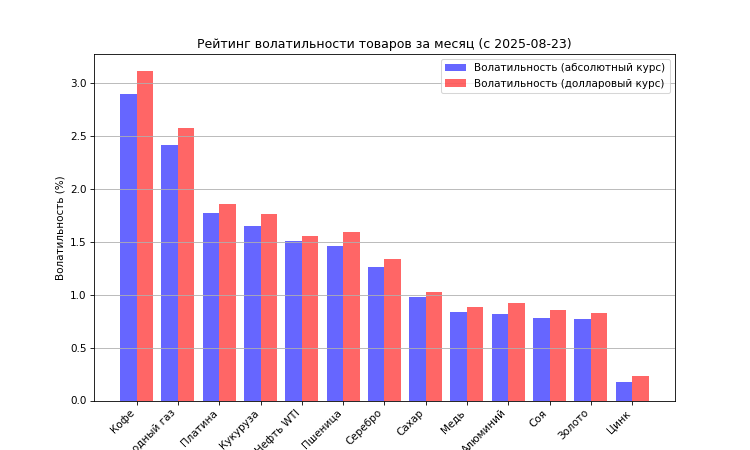 Рейтинг волатильности товаров за месяц (с 2025-08-23)
Волатильность (абсолютный курс)
Волатильность (долларовый курс)
Волатильность (%)
3.0
2.5
2.0
1.5
1.0
0.5
0.0
Кофе
одный газ
Платина
Кукуруза
Нефть WTI
Пшеница
Серебро
Сахар
Медь
Алюминий
Соя
Золото
Цинк